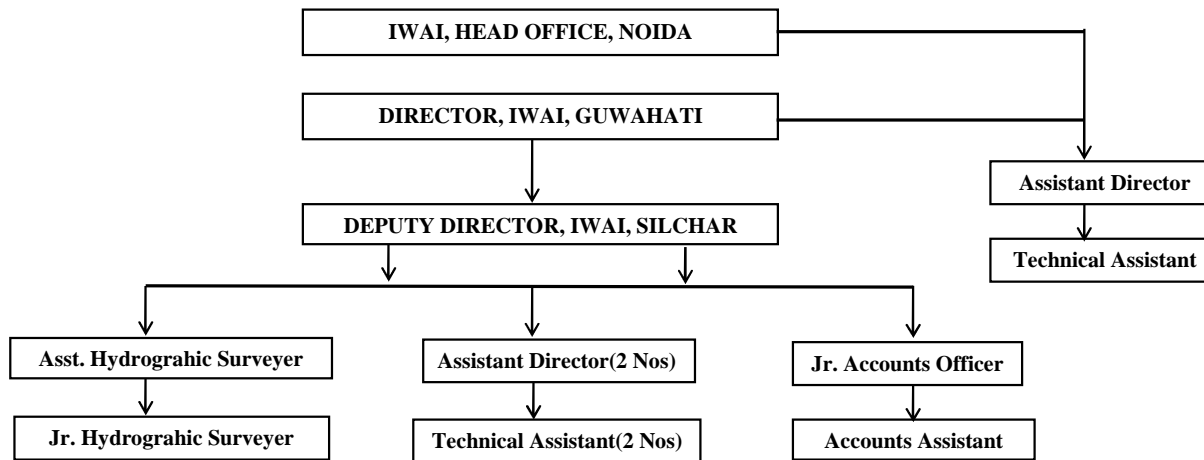 IWAI, HEAD OFFICE, NOIDA
DIRECTOR, IWAI, GUWAHATI
Assistant Director
DEPUTY DIRECTOR, IWAI, SILCHAR
Technical Assistant
Asst. Hydrograhic Surveyer
Assistant Director(2 Nos)
Jr. Accounts Officer
Jr. Hydrograhic Surveyer
Technical Assistant(2 Nos)
Accounts Assistant